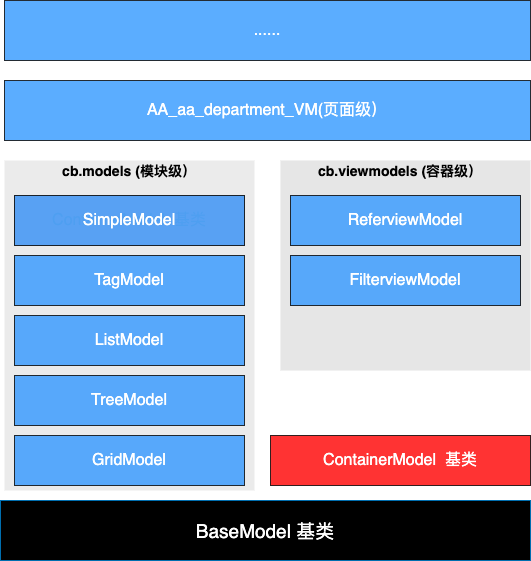 ......
AA_aa_department_VM(页面级）
cb.models (模块级）
SimpleModel
TagModel
ListModel
TreeModel
GridModel
cb.viewmodels (容器级）
ReferviewModel
FilterviewModel
ContainerModel 基类
BaseModel 基类